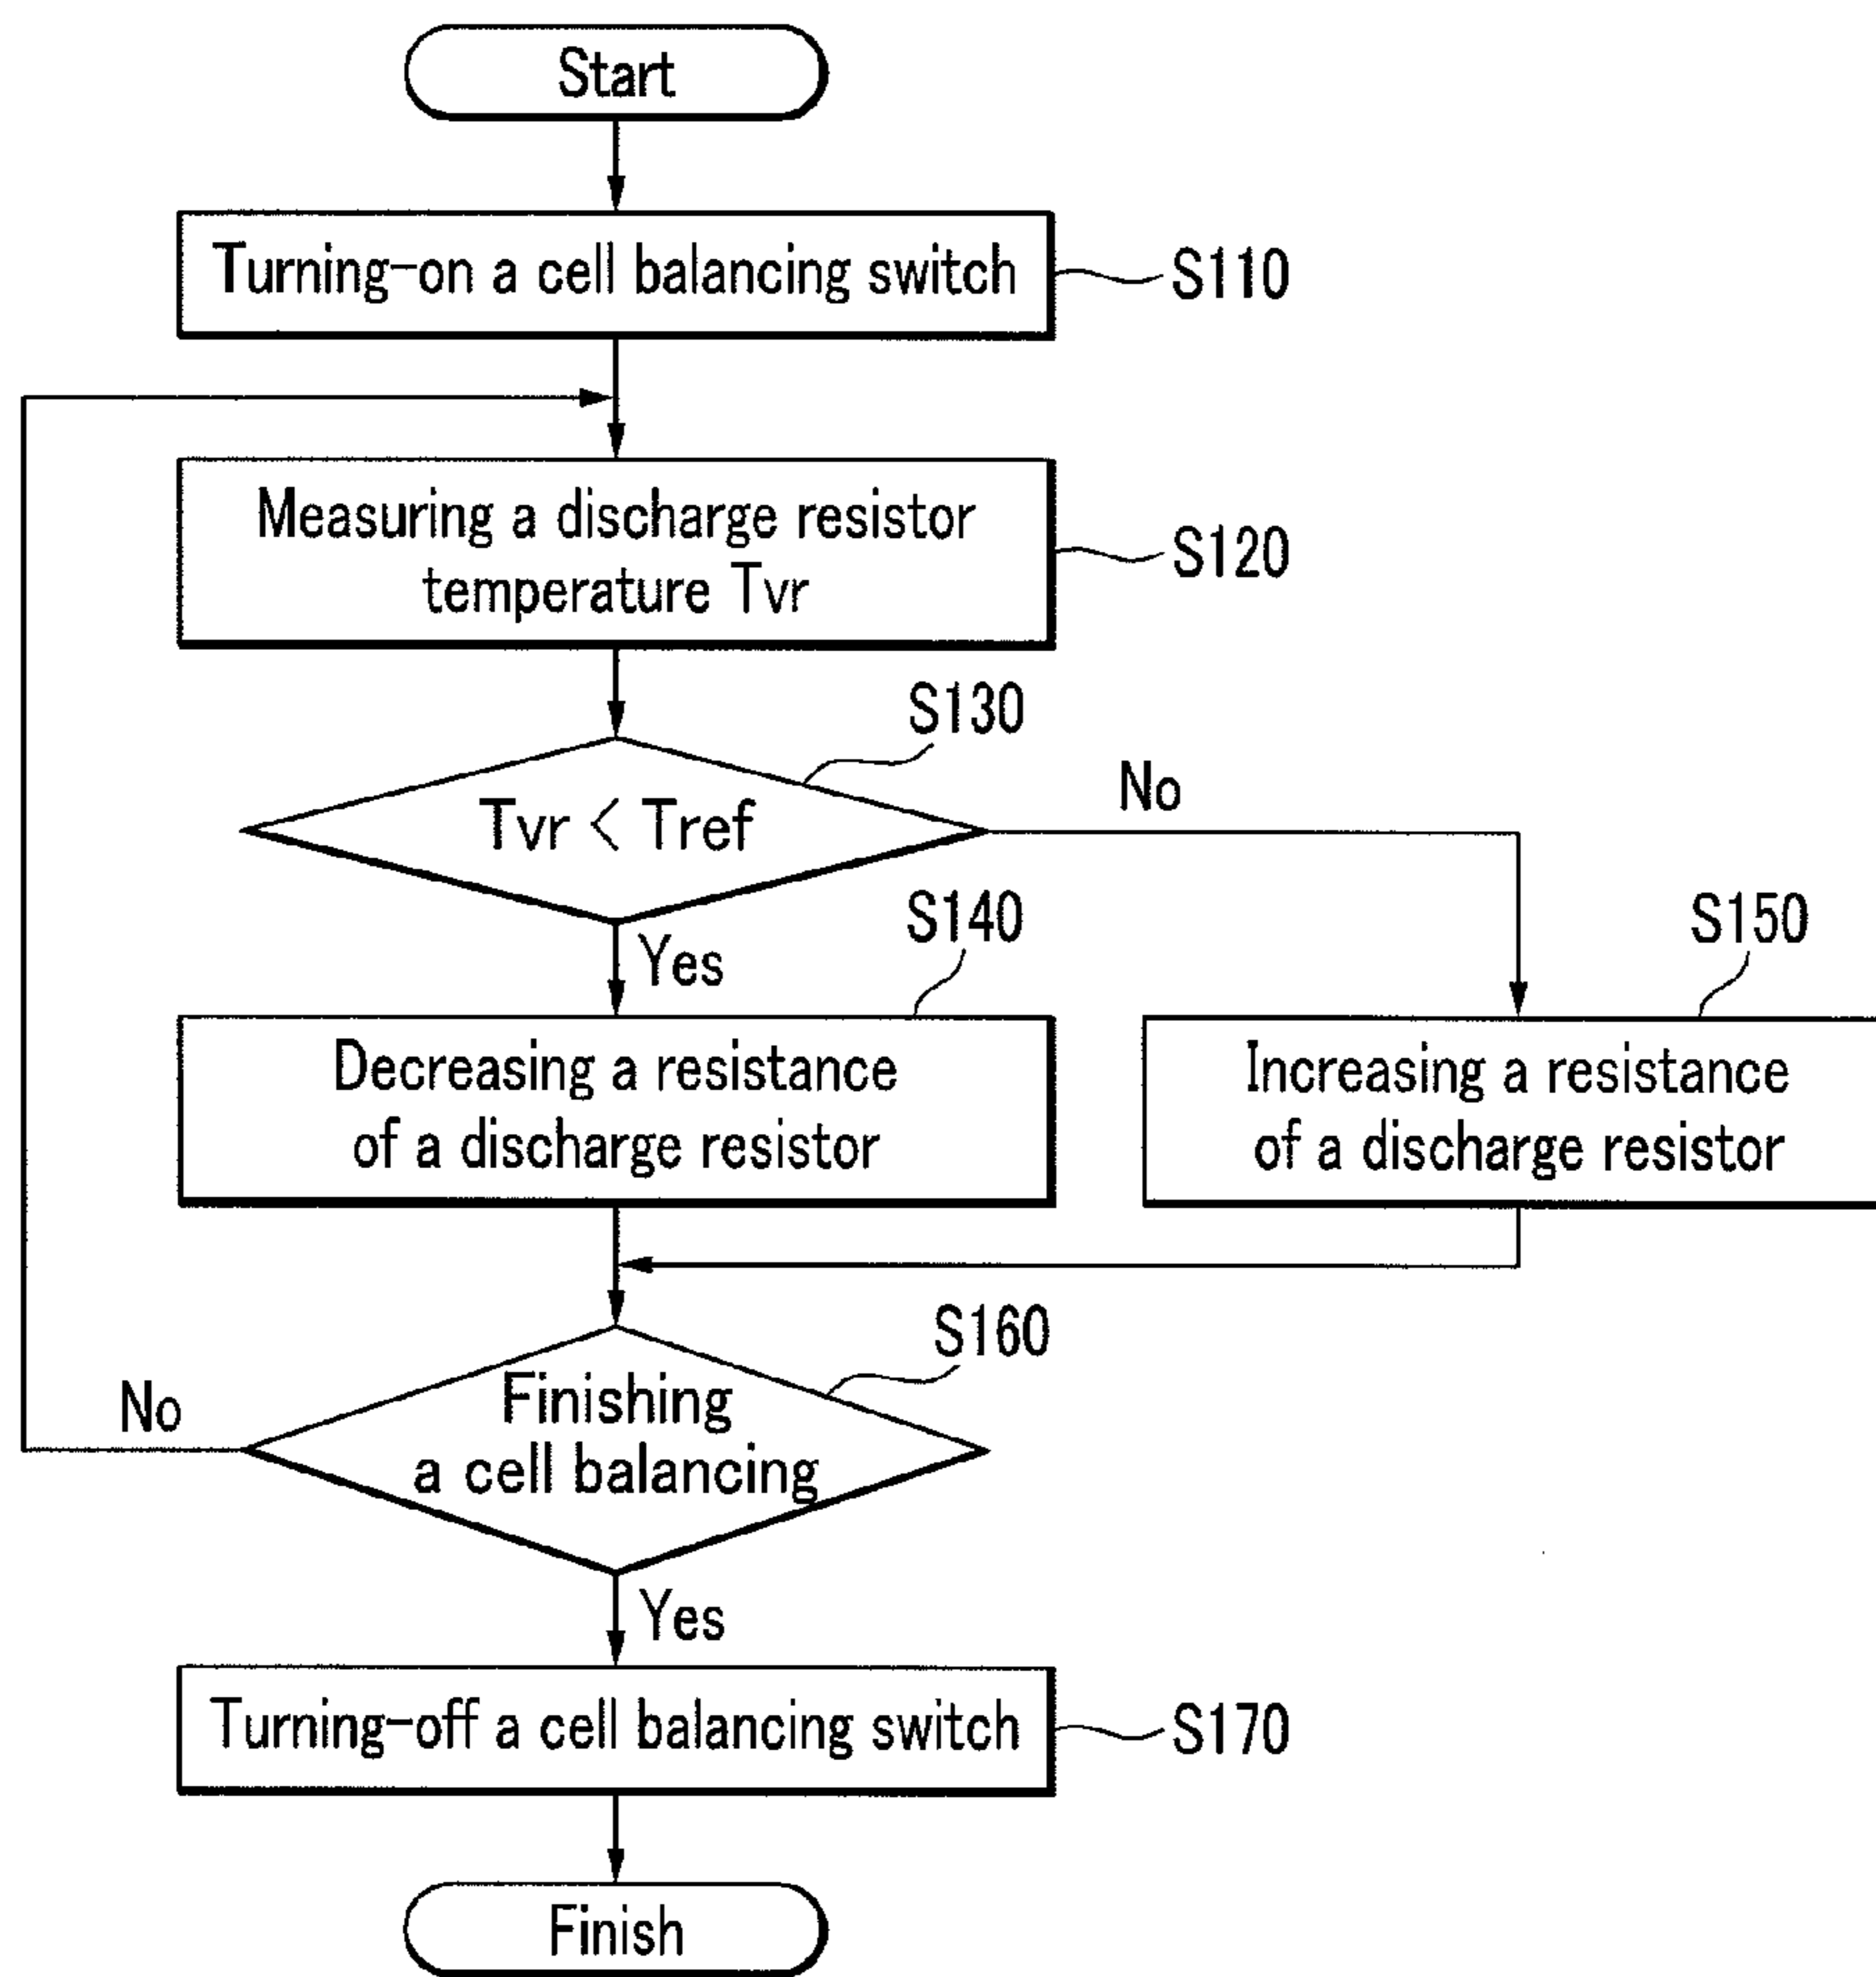 Start
Turning-on a cell balancing switch
S110
Measuring a discharge resistor
temperature Tvr
S120
S130
Tvr < Tref
No
Yes
S140
S150
Decreasing a resistance
of a discharge resistor
Increasing a resistance
of a discharge resistor
S160
Finishing
a cell balancing
No
Yes
Turning-off a cell balancing switch
S170
Finish